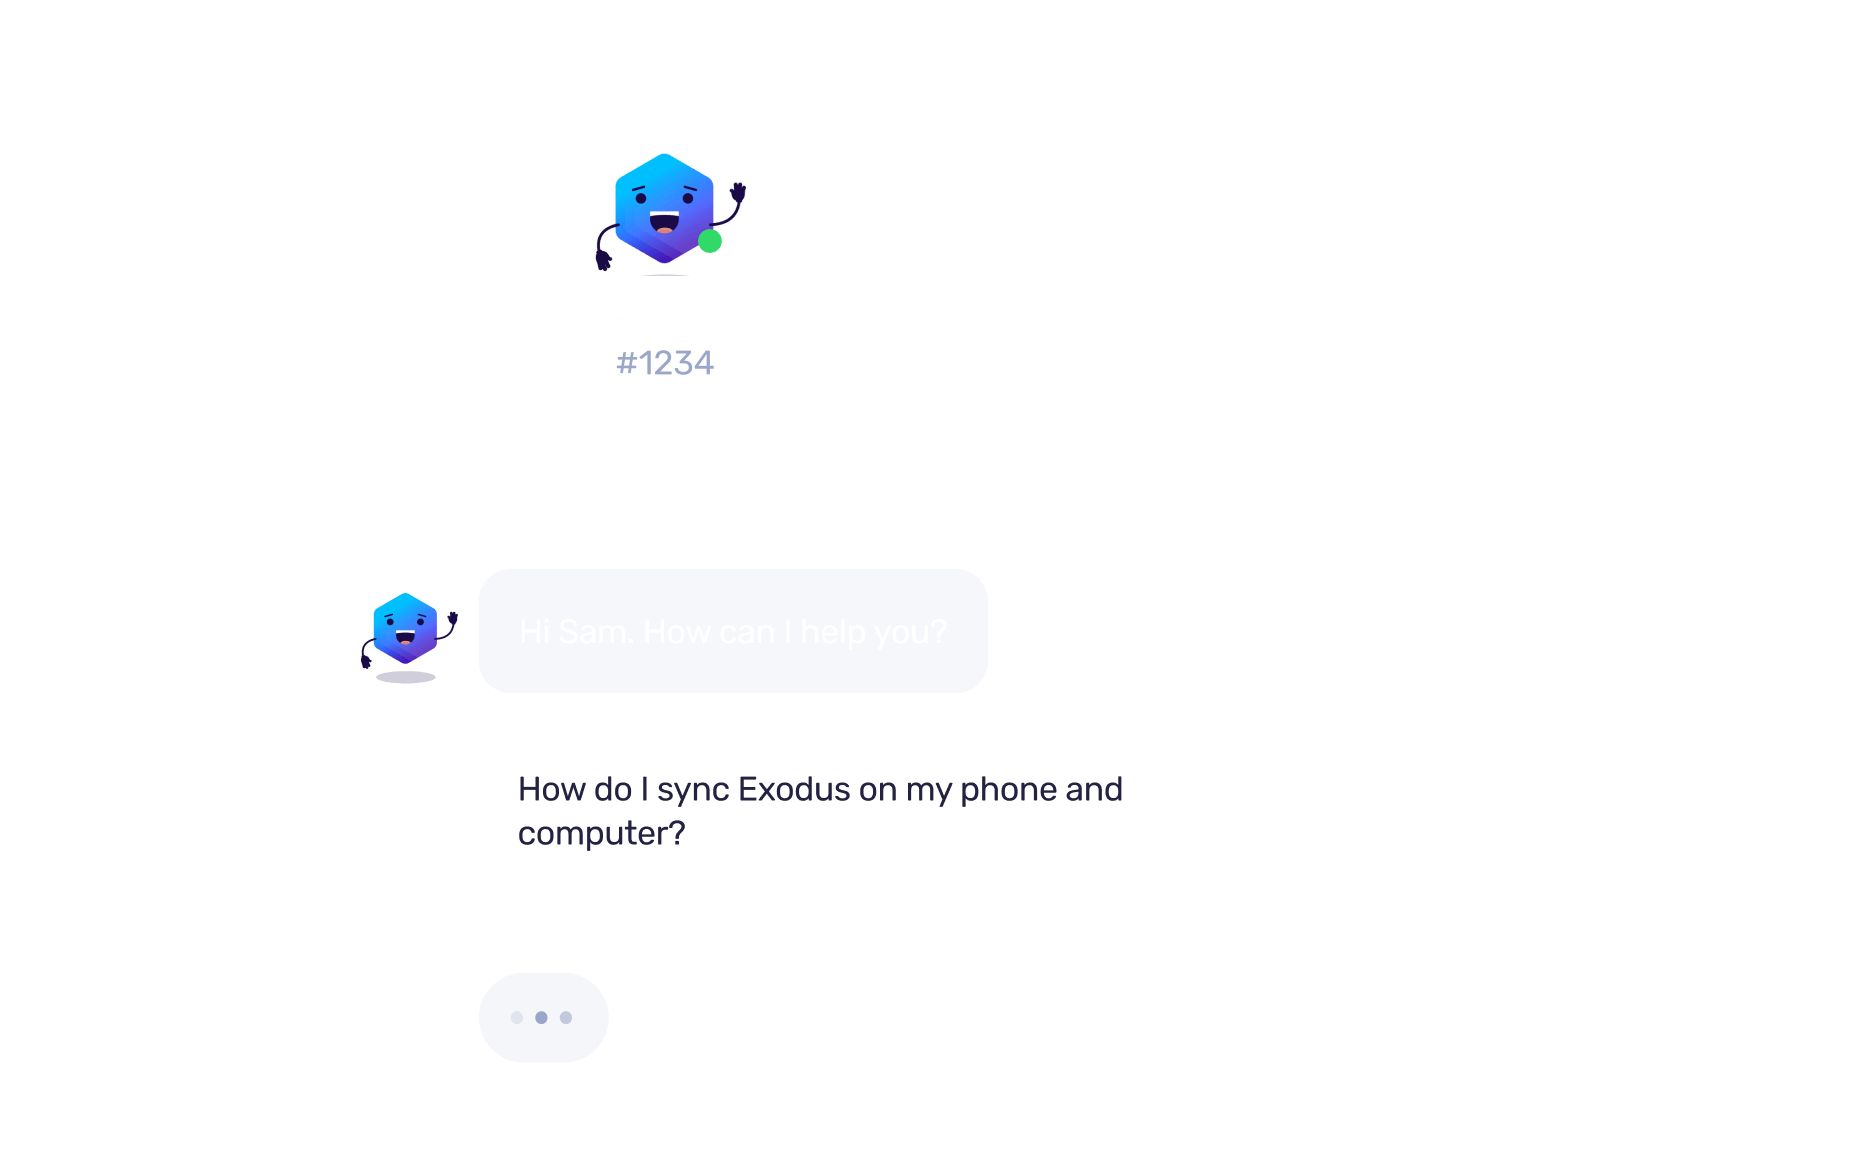 #1234
Hi Sam. How can I help you?
How do I sync Exodus on my phone and
computer?